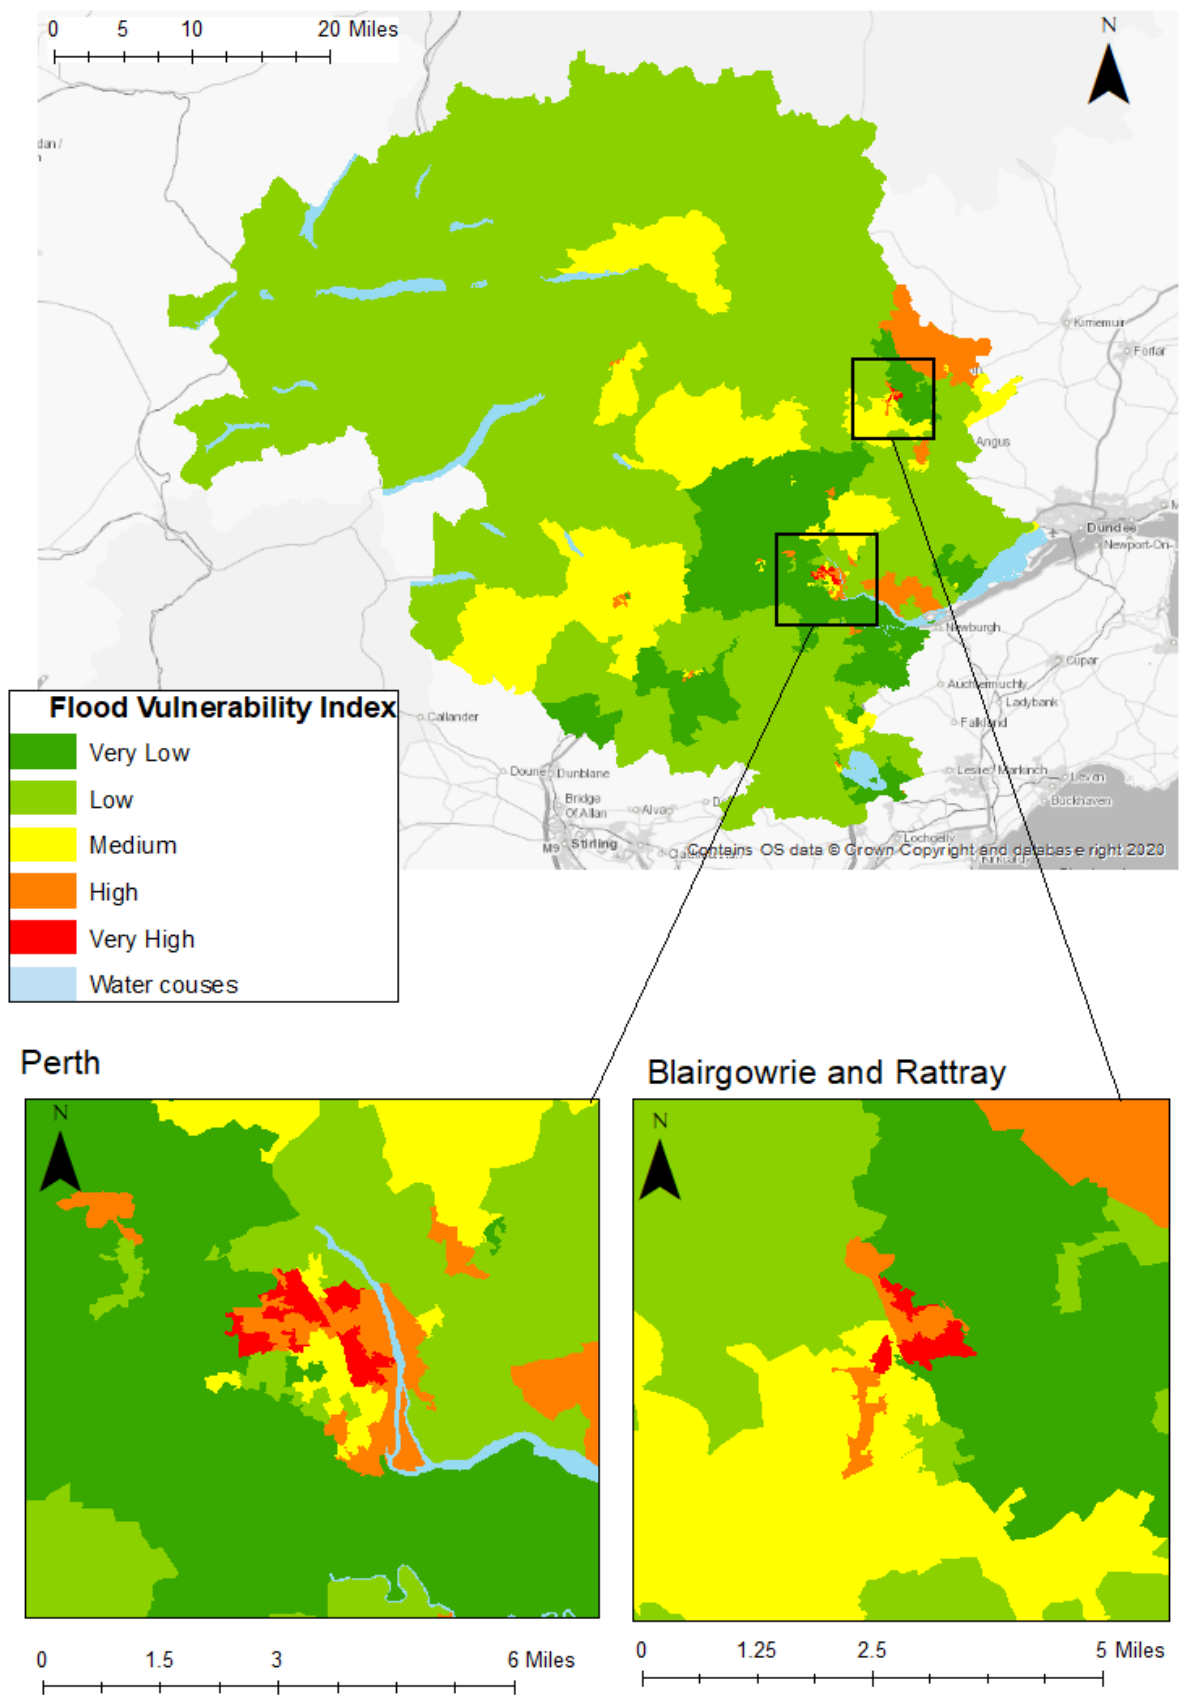 0 5 10 20 Miles
N
Kirriemuir
Forfar
Angus
Dundee
Newport-On-
Newburgh
Cupar
Auchtermuchty
Ladybank
Falkland
Callander
Flood Vulnerability Index
Very Low
Low
Medium
High
Very High
Water couses
Doune
Dunblane
Bridge
Of Allan
Alva
Stirling
M9
Leslie
Markinch
Leven
Buckhaven
Lochgelly
Contains OS data © Crown Copyright and database right 2020
Perth
Blairgowrie and Rattray
N
N
0 1.5 3 6 Miles
0 1.25 2.5 5 Miles